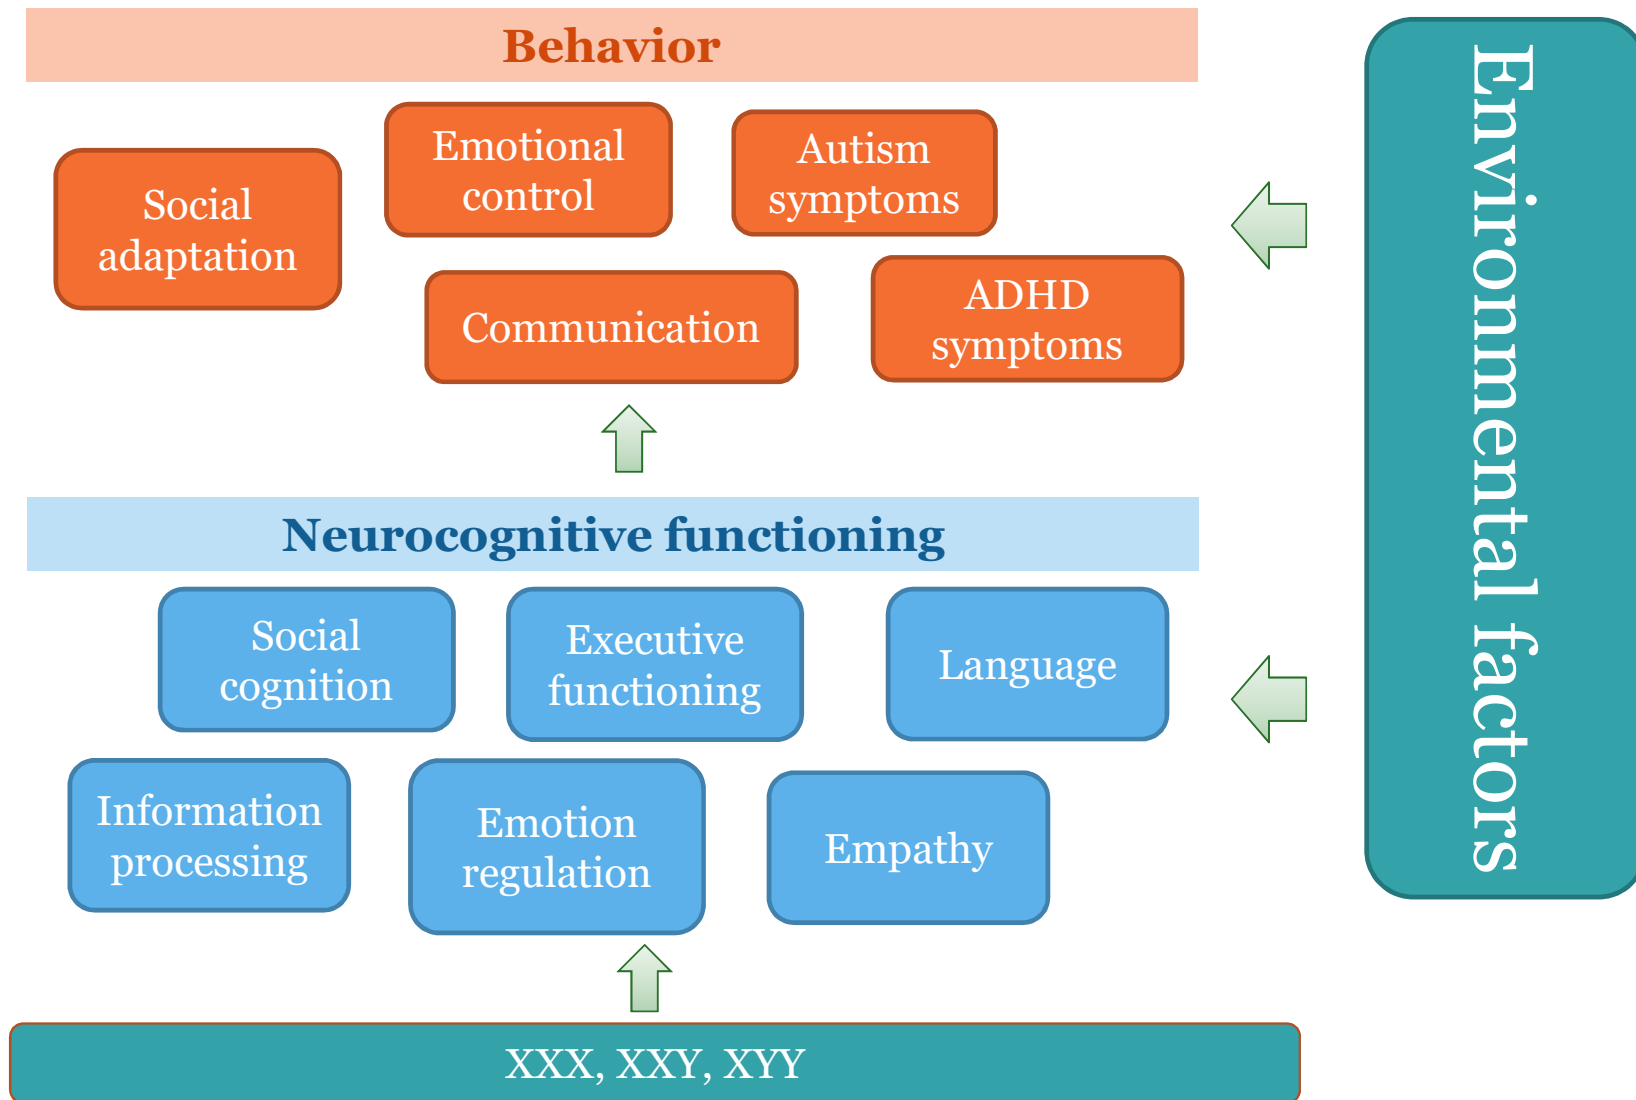 Behavior
Social
adaptation
Emotional
control
Autism
symptoms
Communication
ADHD
symptoms
Neurocognitive functioning
Social
cognition
Executive
functioning
Language
Information
processing
Emotion
regulation
Empathy
XXX, XXY, XYY
Environmental factors